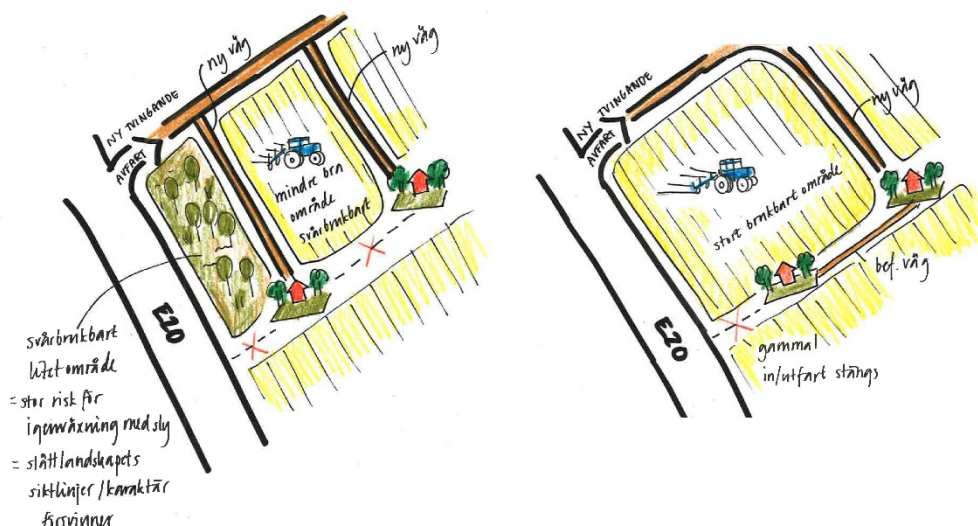 ny väg
ny väg
NY TVINGANDE
AVFART
mindre bra
område
svårbrukbart
E20
svårbrukbart
litet område
= stor risk för
igenväxning med sly
= slättlandskapets
siktlinjer / karaktär
försvinner
NY TVINGANDE
AVFART
ny väg
stort brukbart område
bef. väg
E20
gammal
in/utfart stängs